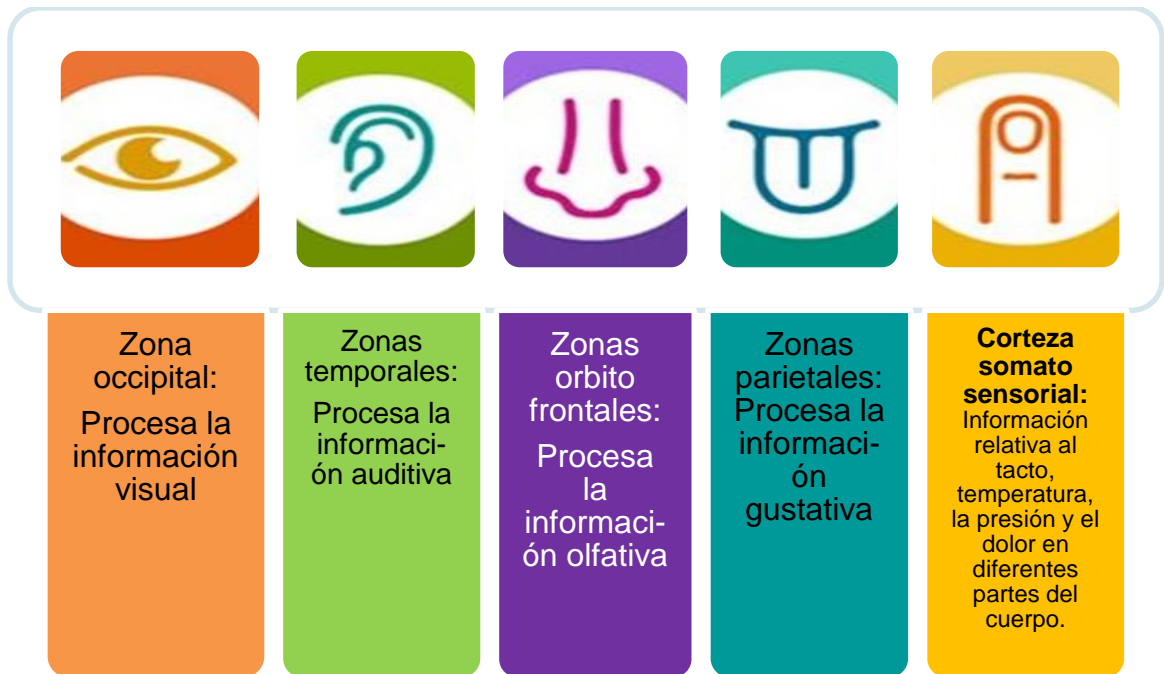 Zona
occipital:
Procesa la
información
visual
Zonas
temporales:
Procesa la
informaci-
ón auditiva
Zonas
orbito
frontales:
Procesa
la
informaci-
ón olfativa
Zonas
parietales:
Procesa la
informaci-
ón
gustativa
Corteza
somato
sensorial:
Información
relativa al
tacto,
temperatura,
la presión y el
dolor en
diferentes
partes del
cuerpo.